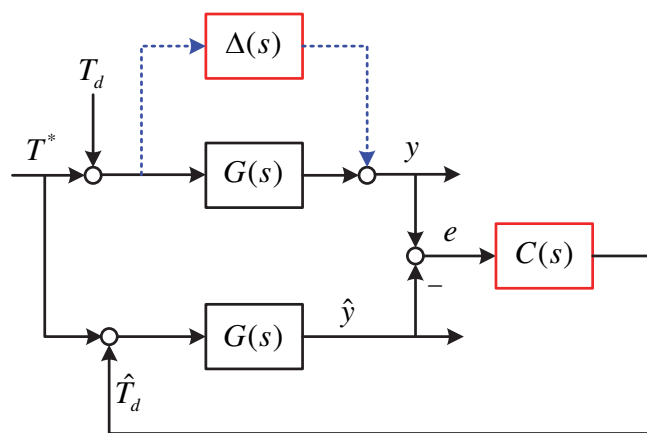 Δ(s)
T_d
T^*
G(s)
y
e
C(s)
−
G(s)
ŷ
T̂_d